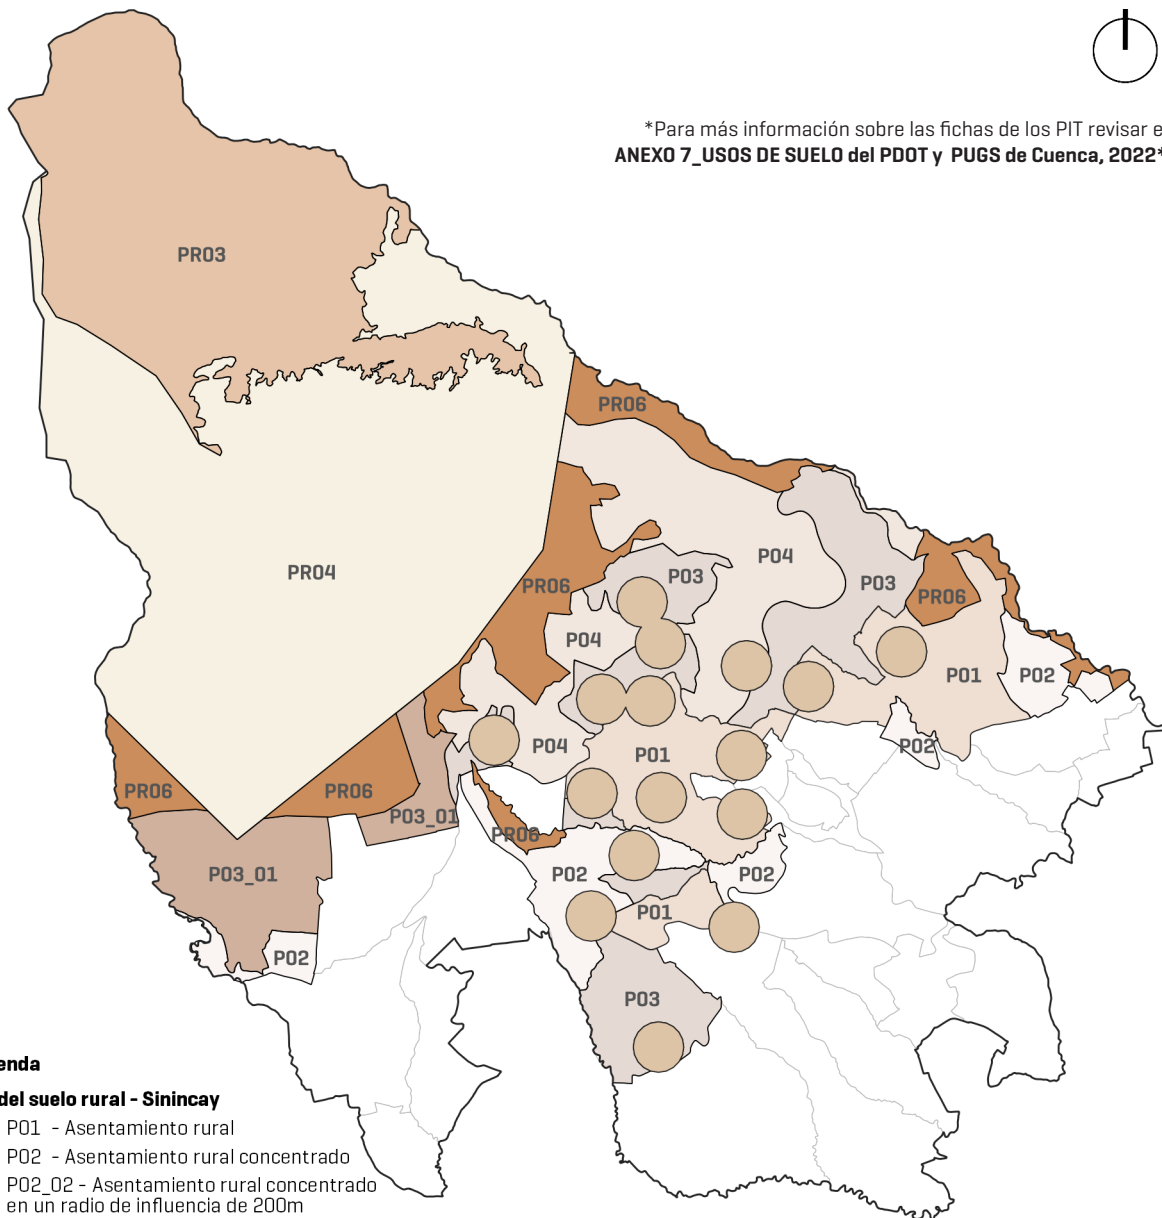 *Para más información sobre las fichas de los PIT revisar e
ANEXO 7_USOS DE SUELO del PDOT y PUGS de Cuenca, 2022*
PR03
PR06
PR04
P04
P03
P03
PR06
PR06
P04
P01
P02
P04
P01
P02
PR06
PR06
P03_01
PR06
P03_01
P02
P02
P01
P02
P03
enda
del suelo rural - Sinincay
P01 - Asentamiento rural
P02 - Asentamiento rural concentrado
P02_02 - Asentamiento rural concentrado
en un radio de influencia de 200m